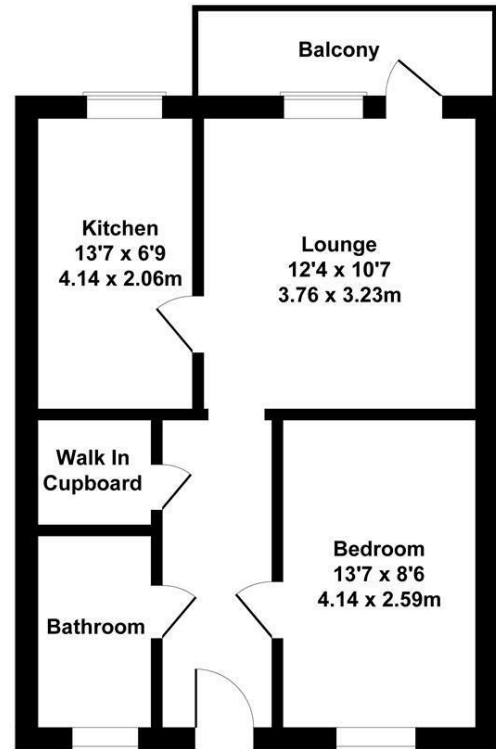 Balcony
Kitchen
13'7 x 6'9
4.14 x 2.06m
Lounge
12'4 x 10'7
3.76 x 3.23m
Walk In
Cupboard
Bedroom
13'7 x 8'6
4.14 x 2.59m
Bathroom